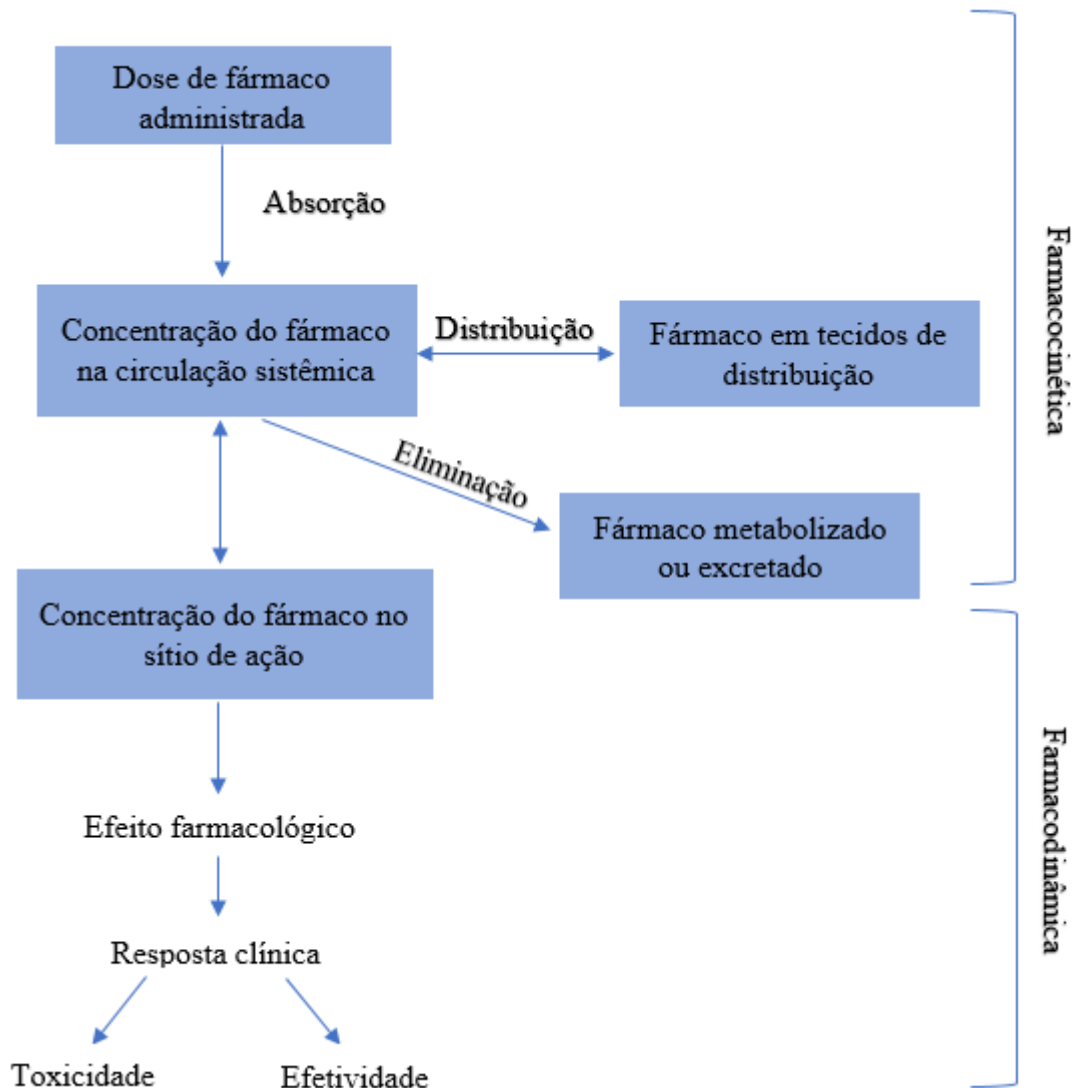 Dose de fármaco
administrada
Absorção
Concentração do fármaco
na circulação sistêmica
Distribuição
Fármaco em tecidos de
distribuição
Eliminação
Fármaco metabolizado
ou excretado
Farmacocinética
Concentração do fármaco no
sítio de ação
Efeito farmacológico
Resposta clínica
Toxicidade
Efetividade
Farmacodinâmica